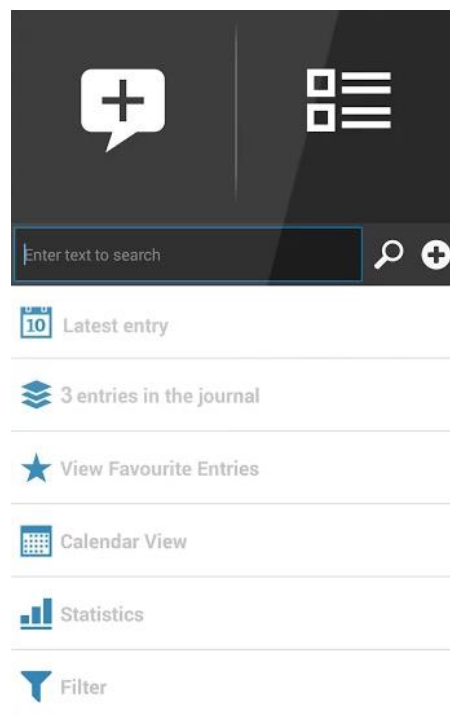 Enter text to search
10
Latest entry
3 entries in the journal
View Favourite Entries
Calendar View
Statistics
Filter